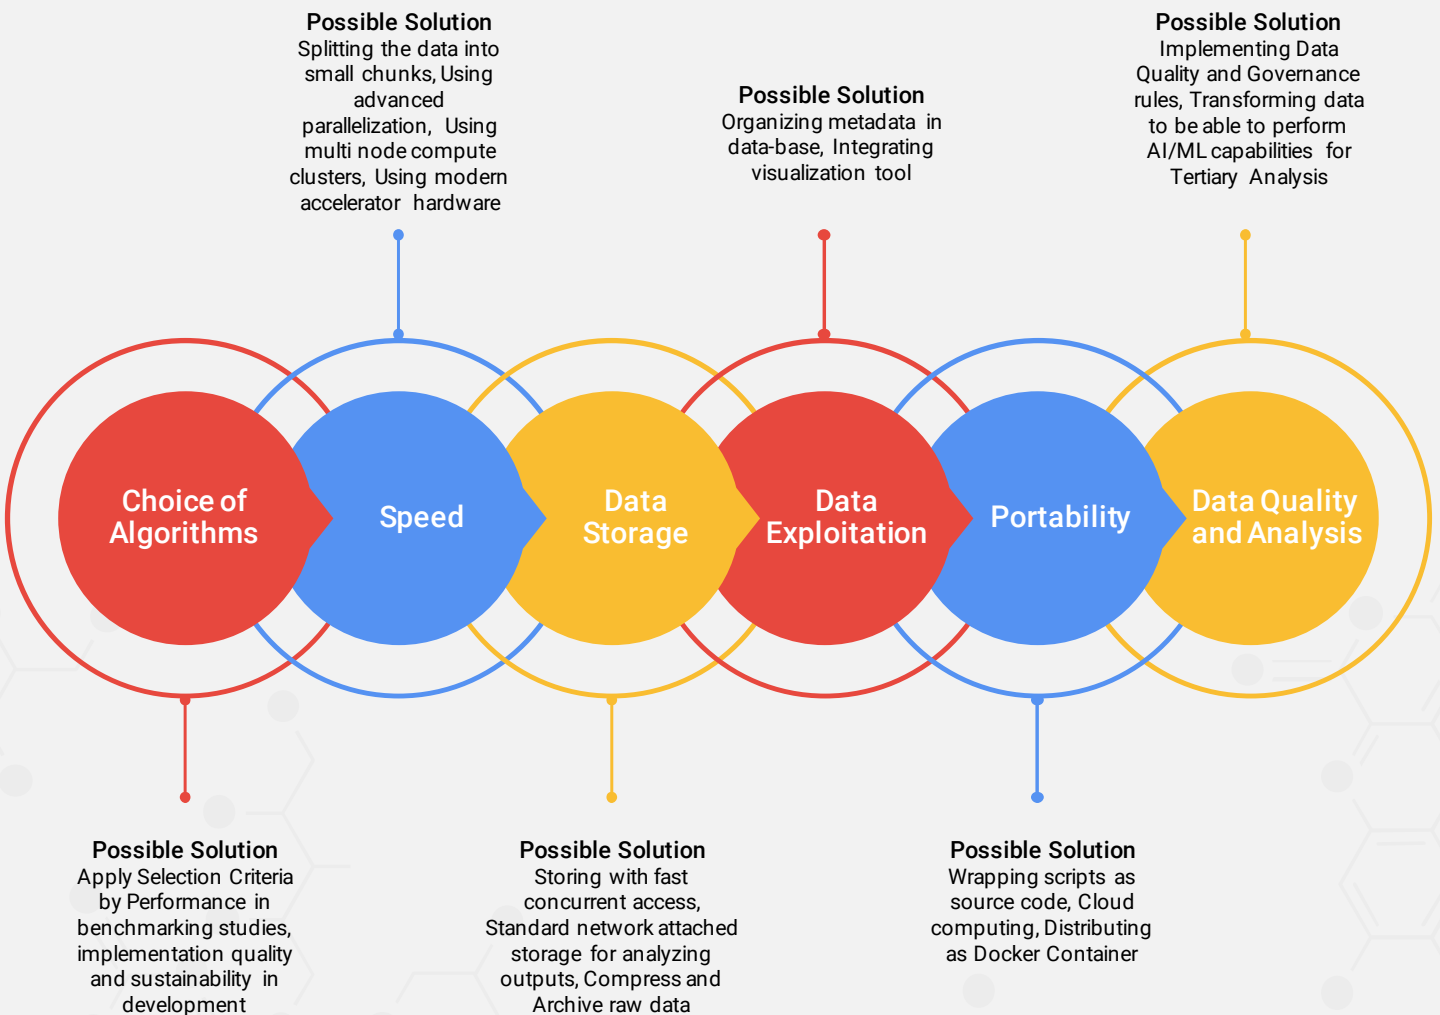 Possible Solution
Splitting the data into
small chunks, Using
advanced
parallelization, Using
multi node compute
clusters, Using modern
accelerator hardware
Possible Solution
Organizing metadata in
data-base, Integrating
visualization tool
Possible Solution
Implementing Data
Quality and Governance
rules, Transforming data
to be able to perform
AI/ML capabilities for
Tertiary Analysis
Choice of
Algorithms
Speed
Data
Storage
Data
Exploitation
Portability
Data Quality
and Analysis
Possible Solution
Apply Selection Criteria
by Performance in
benchmarking studies,
implementation quality
and sustainability in
development
Possible Solution
Storing with fast
concurrent access,
Standard network attached
storage for analyzing
outputs, Compress and
Archive raw data
Possible Solution
Wrapping scripts as
source code, Cloud
computing, Distributing
as Docker Container